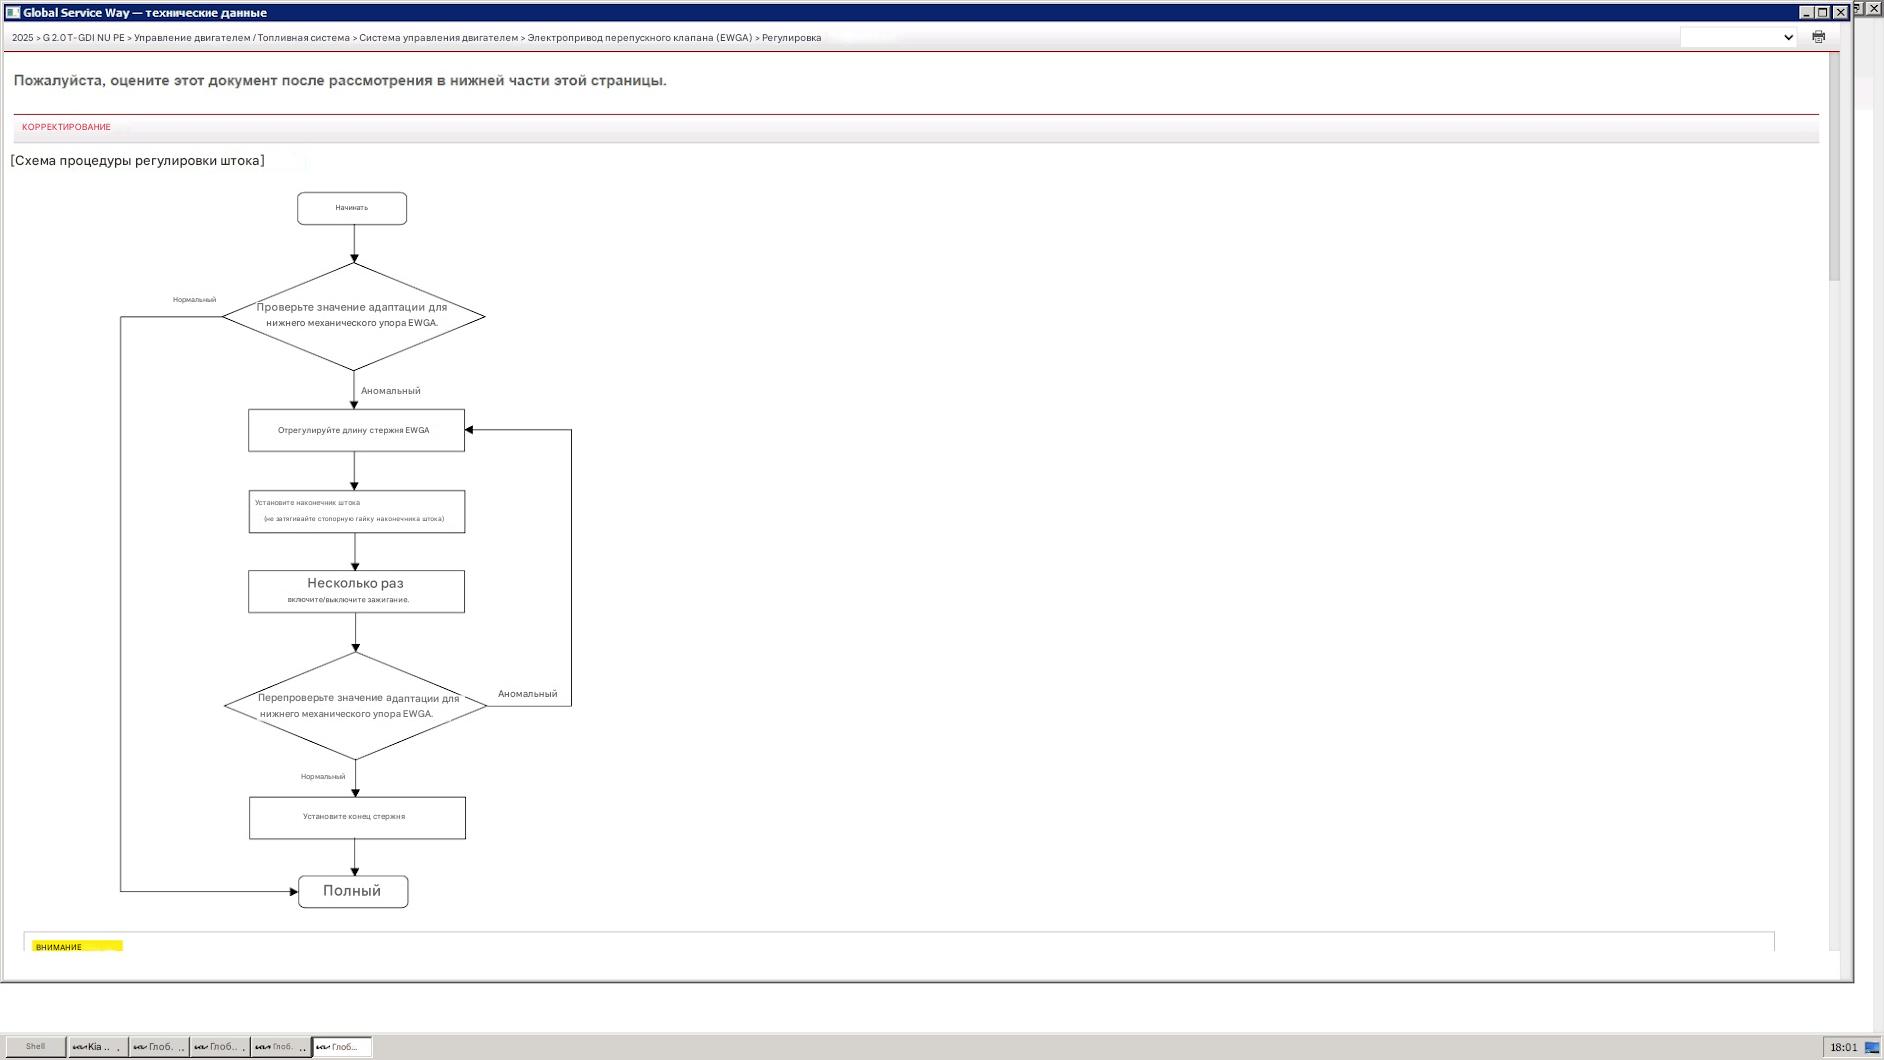 Global Service Way — технические данные
2025 > G 2.0 T-GDI NU PE > Управление двигателем / Топливная система > Система управления двигателем > Электропривод перепускного клапана (EWGA) > Регулировка
Пожалуйста, оцените этот документ после рассмотрения в нижней части этой страницы.
КОРРЕКТИРОВАНИЕ
[Схема процедуры регулировки штока]
Начинать
Нормальный
Проверьте значение адаптации для
нижнего механического упора EWGA.
Аномальный
Отрегулируйте длину стержня EWGA
Установите наконечник штока
(не затягивайте стопорную гайку наконечника штока)
Несколько раз
включите/выключите зажигание.
Перепроверьте значение адаптации для
нижнего механического упора EWGA.
Аномальный
Нормальный
Установите конец стержня
Полный
ВНИМАНИЕ
Shell
Kia .. .
Глоб. ..
Глоб.. .
Глоб. ..
Глоб...
18:01